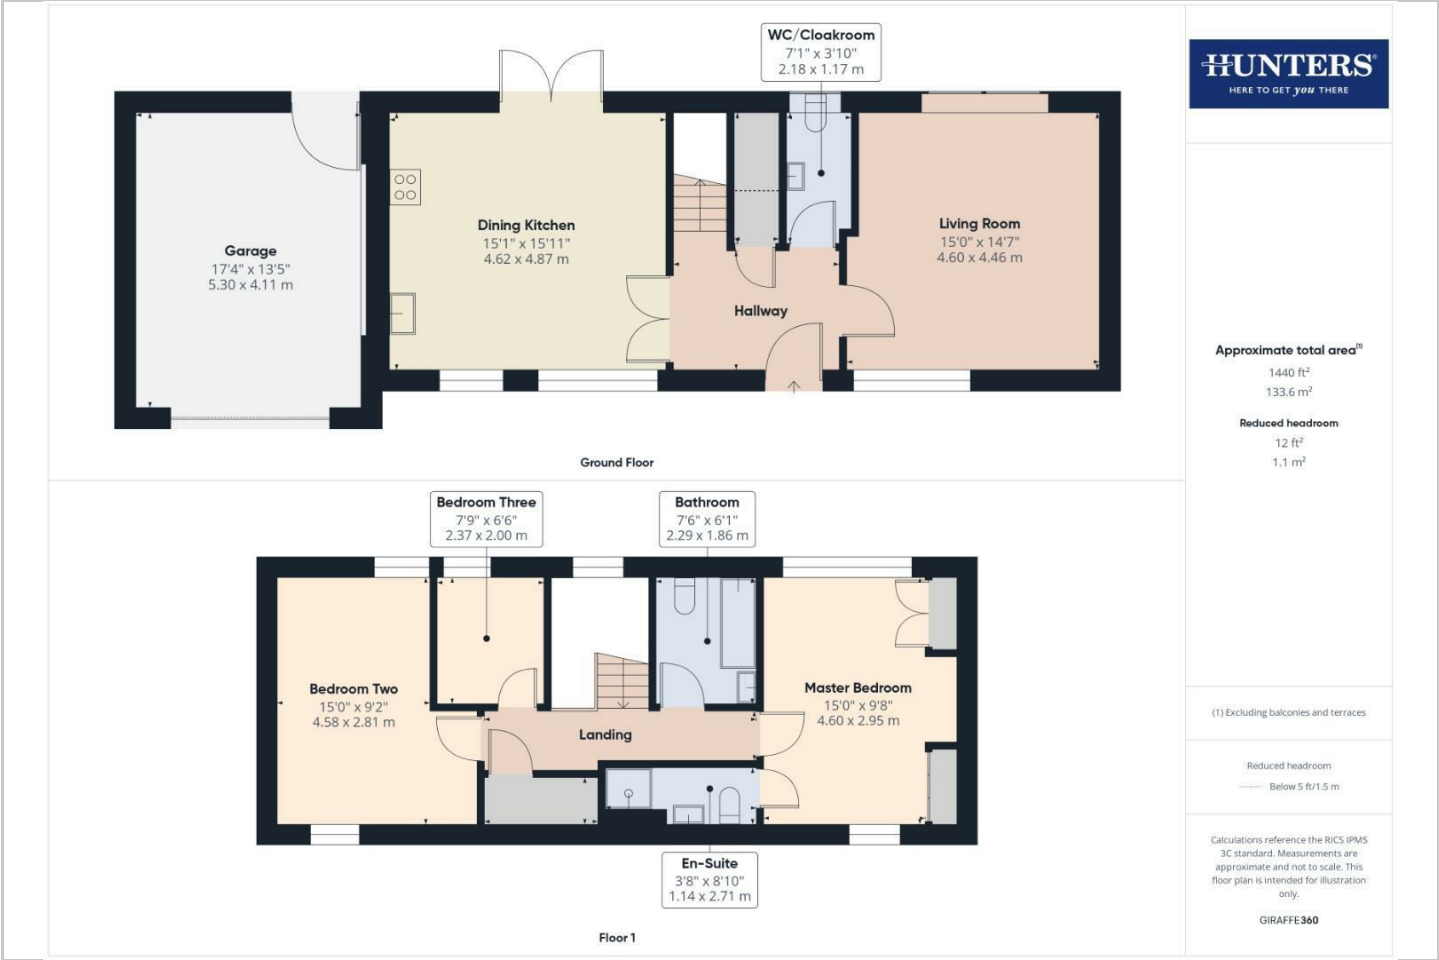 WC/Cloakroom
7'1" x 3'10"
2.18 x 1.17 m
Garage
17'4" x 13'5"
5.30 x 4.11 m
Dining Kitchen
15'1" x 15'11"
4.62 x 4.87 m
Living Room
15'0" x 14'7"
4.60 x 4.46 m
Hallway
Ground Floor
Bedroom Three
7'9" x 6'6"
2.37 x 2.00 m
Bathroom
7'6" x 6'1"
2.29 x 1.86 m
Bedroom Two
15'0" x 9'2"
4.58 x 2.81 m
Master Bedroom
15'0" x 9'8"
4.60 x 2.95 m
Landing
En-Suite
3'8" x 8'10"
1.14 x 2.71 m
Floor 1
HUNTERS®
HERE TO GET you THERE
Approximate total area(1)
1440 ft²
133.6 m²
Reduced headroom
12 ft²
1.1 m²
(1) Excluding balconies and terraces
Reduced headroom
Below 5 ft/1.5 m
Calculations reference the RICS IPMS
3C standard. Measurements are
approximate and not to scale. This
floor plan is intended for illustration
only.
GIRAFFE360